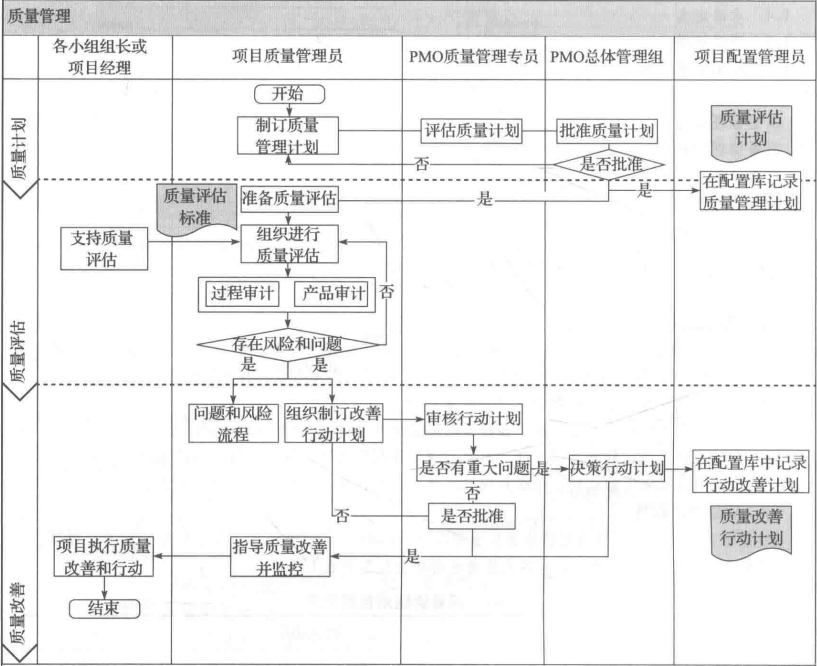 质量管理
各小组组长或
项目经理
项目质量管理员
PMO质量管理专员
PMO总体管理组
项目配置管理员
质量计划
开始
制订质量
管理计划
评估质量计划
批准质量计划
质量评估
计划
否
是否批准
是
在配置库记录
质量管理计划
质量评估
质量评估
标准
准备质量评估
是
支持质量
评估
组织进行
质量评估
过程审计
产品审计
否
存在风险和问题
是
是
质量改善
问题和风险
流程
组织制订改善
行动计划
审核行动计划
是否有重大问题
是
决策行动计划
在配置库中记录
行动改善计划
否
否
是否批准
质量改善
行动计划
项目执行质量
改善和行动
指导质量改善
并监控
是
结束